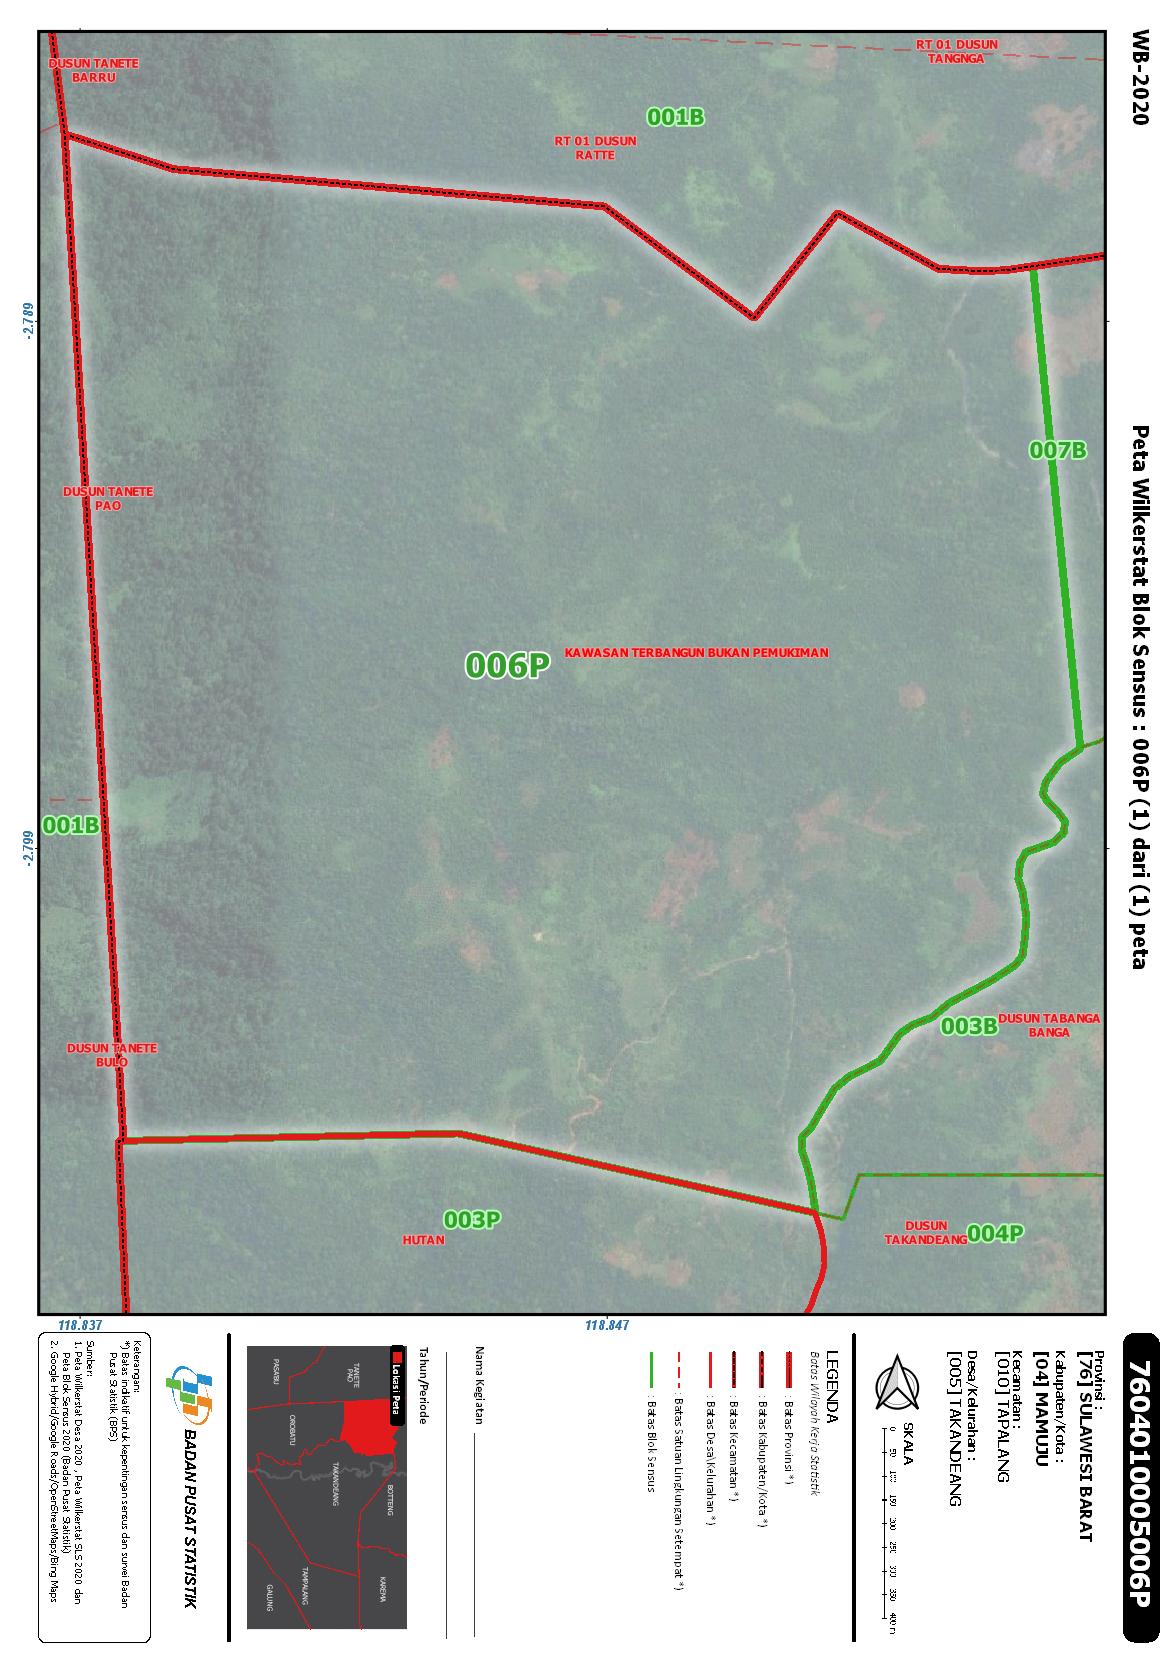 WB-2020
Peta Wilkerstat Blok Sensus : 006P (1) dari (1) peta
7604010005006P
Provinsi :
[76] SULAWESI BARAT
Kabupaten/Kota :
[04] MAMUJU
Kecamatan :
[010] TAPALANG
Desa/Kelurahan :
[005] TAKANDEANG
SKALA
0 50 100 150 200 250 300 350 400 m
LEGENDA
Batas Wilayah Kerja Statistik
: Batas Provinsi *)
: Batas Kabupaten/Kota *)
: Batas Kecamatan *)
: Batas Desa\Kelurahan *)
: Batas Satuan Lingkungan Setempat *)
: Batas Blok Sensus
Nama Kegiatan
Tahun/Periode
Lokasi Peta
BOTTENG
KAREMA
TANETE
PAO
TAKANDEANG
TAMPALANG
OROBATU
PASA'BU
GALUNG
BADAN PUSAT STATISTIK
Keterangan:
*) Batas indikatif untuk kepentingan sensus dan survei Badan
Pusat Statistik (BPS)
Sumber:
1. Peta Wilkerstat Desa 2020 , Peta Wilkerstat SLS 2020 dan
Peta Blok Sensus 2020 (Badan Pusat Statistik)
2. Google Hybrid/Google Roads/OpenStreetMaps/Bing Maps
007B
RT 01 DUSUN
TANGNGA
DUSUN TABANGA
BANGA
003B
004P
DUSUN
TAKANDEANG
KAWASAN TERBANGUN BUKAN PEMUKIMAN
006P
001B
RT 01 DUSUN
RATTE
003P
HUTAN
DUSUN TANETE
BARRU
DUSUN TANETE
PAO
DUSUN TANETE
BULO
001B
118.847
118.837
-2.789
-2.799